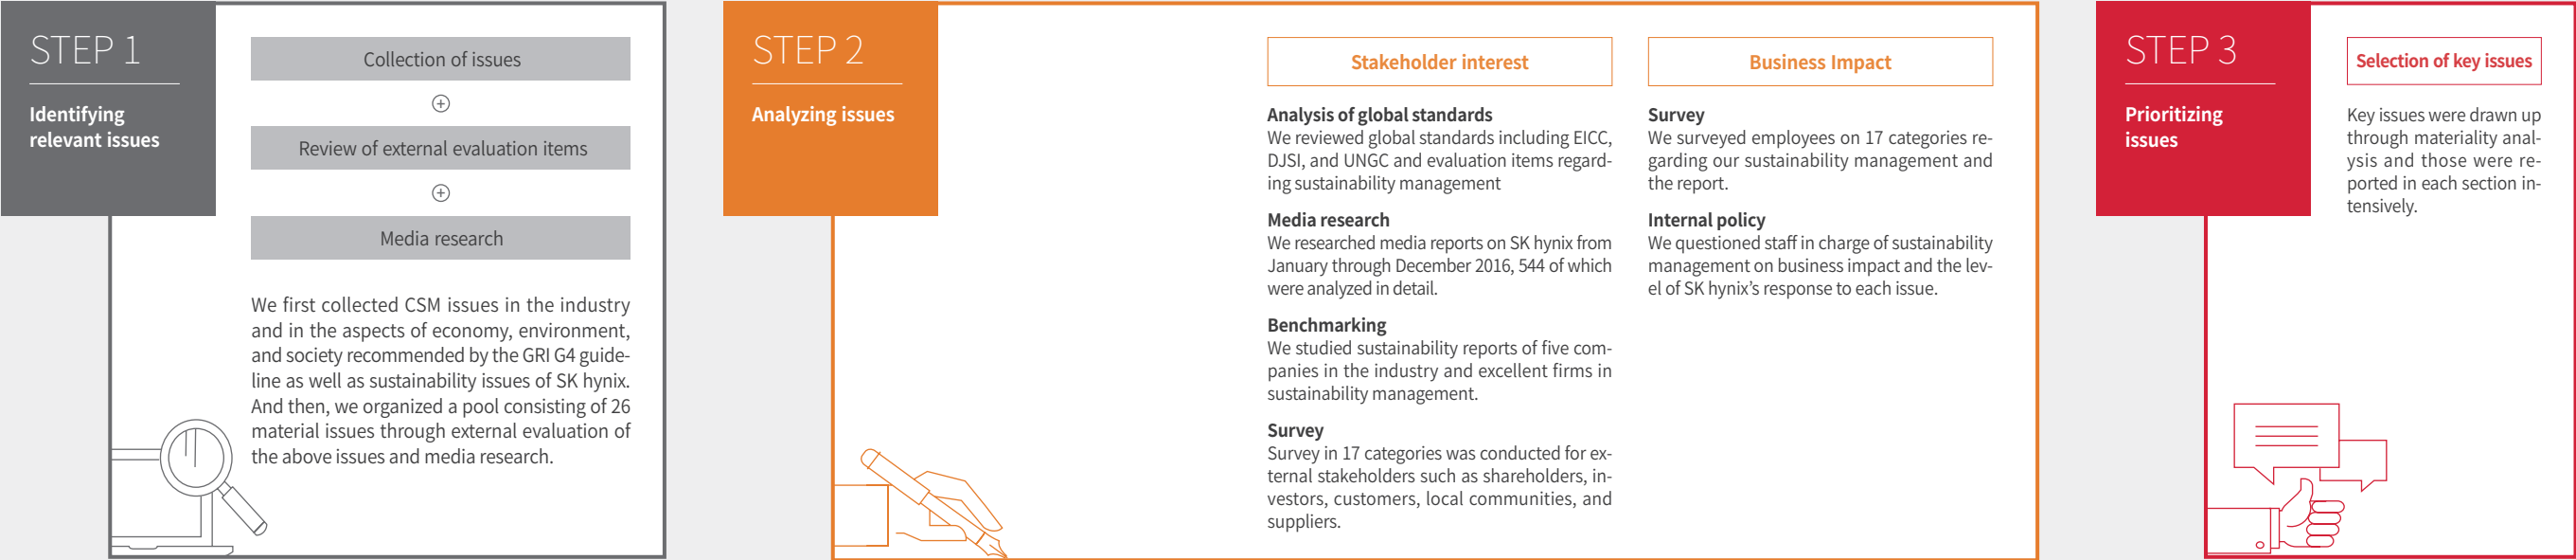 STEP 1
Identifying
relevant issues
Collection of issues
Review of external evaluation items
Media research
We first collected CSM issues in the industry
and in the aspects of economy, environment,
and society recommended by the GRI G4 guide-
line as well as sustainability issues of SK hynix.
And then, we organized a pool consisting of 26
material issues through external evaluation of
the above issues and media research.
STEP 2
Analyzing issues
Stakeholder interest
Analysis of global standards
We reviewed global standards including EICC,
DJSI, and UNGC and evaluation items regard-
ing sustainability management
Media research
We researched media reports on SK hynix from
January through December 2016, 544 of which
were analyzed in detail.
Benchmarking
We studied sustainability reports of five com-
panies in the industry and excellent firms in
sustainability management.
Survey
Survey in 17 categories was conducted for ex-
ternal stakeholders such as shareholders, in-
vestors, customers, local communities, and
suppliers.
Business Impact
Survey
We surveyed employees on 17 categories re-
garding our sustainability management and
the report.
Internal policy
We questioned staff in charge of sustainability
management on business impact and the lev-
el of SK hynix’s response to each issue.
STEP 3
Prioritizing
issues
Selection of key issues
Key issues were drawn up
through materiality anal-
ysis and those were re-
ported in each section in-
tensively.